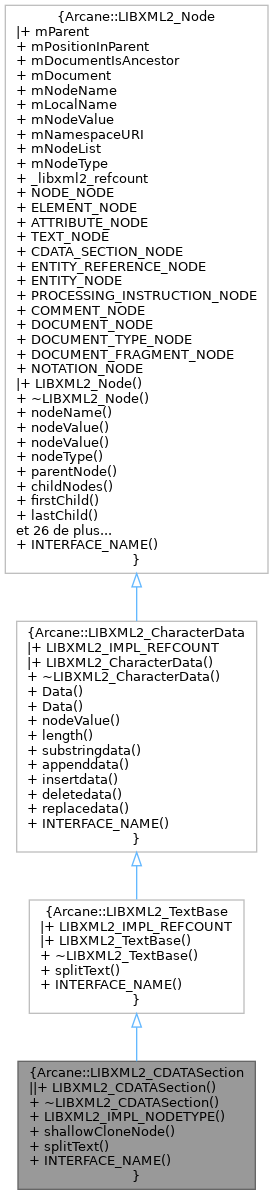 {Arcane::LIBXML2_Node
|+ mParent
+ mPositionInParent
+ mDocumentIsAncestor
+ mDocument
+ mNodeName
+ mLocalName
+ mNodeValue
+ mNamespaceURI
+ mNodeList
+ mNodeType
+ _libxml2_refcount
+ NODE_NODE
+ ELEMENT_NODE
+ ATTRIBUTE_NODE
+ TEXT_NODE
+ CDATA_SECTION_NODE
+ ENTITY_REFERENCE_NODE
+ ENTITY_NODE
+ PROCESSING_INSTRUCTION_NODE
+ COMMENT_NODE
+ DOCUMENT_NODE
+ DOCUMENT_TYPE_NODE
+ DOCUMENT_FRAGMENT_NODE
+ NOTATION_NODE
|+ LIBXML2_Node()
+ ~LIBXML2_Node()
+ nodeName()
+ nodeValue()
+ nodeValue()
+ nodeType()
+ parentNode()
+ childNodes()
+ firstChild()
+ lastChild()
et 26 de plus...
+ INTERFACE_NAME()
}
{Arcane::LIBXML2_CharacterData
|+ LIBXML2_IMPL_REFCOUNT
|+ LIBXML2_CharacterData()
+ ~LIBXML2_CharacterData()
+ Data()
+ Data()
+ nodeValue()
+ length()
+ substringdata()
+ appenddata()
+ insertdata()
+ deletedata()
+ replacedata()
+ INTERFACE_NAME()
}
{Arcane::LIBXML2_TextBase
|+ LIBXML2_IMPL_REFCOUNT
|+ LIBXML2_TextBase()
+ ~LIBXML2_TextBase()
+ splitText()
+ INTERFACE_NAME()
}
{Arcane::LIBXML2_CDATASection
||+ LIBXML2_CDATASection()
+ ~LIBXML2_CDATASection()
+ LIBXML2_IMPL_NODETYPE()
+ shallowCloneNode()
+ splitText()
+ INTERFACE_NAME()
}